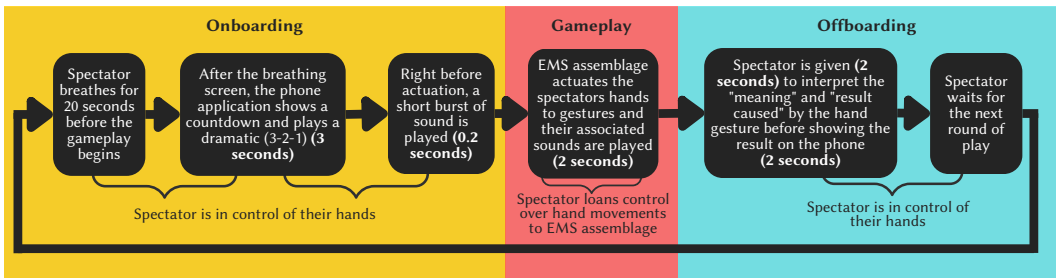 Onboarding
Gameplay
Offboarding
Spectator
breathes for
20 seconds
before the
gameplay
begins
After the breathing
screen, the phone
application shows a
countdown and plays a
dramatic (3-2-1) (3
seconds)
Right before
actuation, a
short burst of
sound is
played (0.2
seconds)
EMS assemblage
actuates the
spectators hands
to gestures and
their associated
sounds are played
(2 seconds)
Spectator is given (2
seconds) to interpret the
"meaning" and "result
caused" by the hand
gesture before showing the
result on the phone
(2 seconds)
Spectator
waits for
the next
round of
play
Spectator is in control of their hands
Spectator loans control
over hand movements
to EMS assemblage
Spectator is in control of
their hands